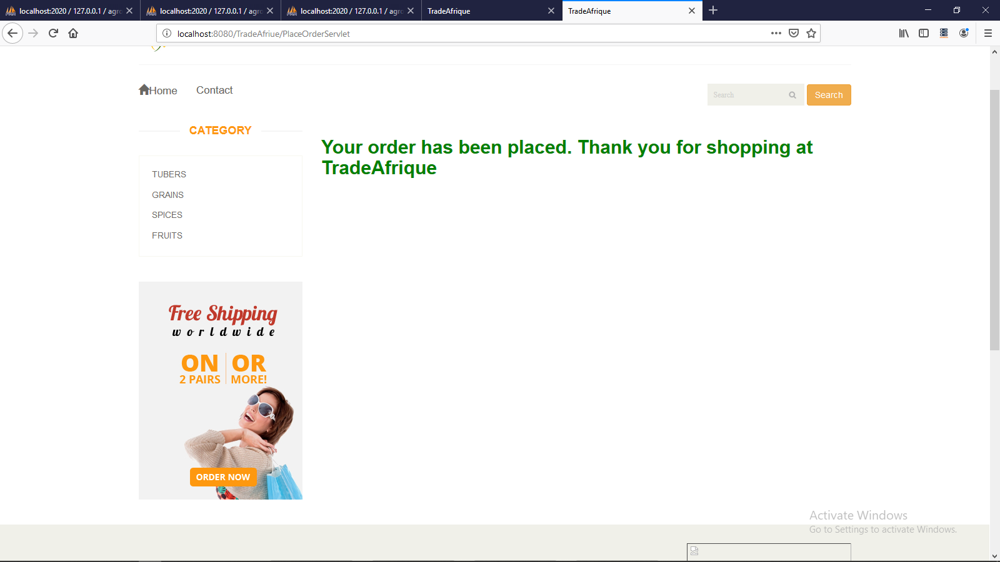 localhost:2020 / 127.0.0.1 / agro
localhost:2020 / 127.0.0.1 / agro
localhost:2020 / 127.0.0.1 / agro
TradeAfrique
TradeAfrique
localhost:8080/TradeAfriue/PlaceOrderServlet
Home
Contact
Search
Search
CATEGORY
TUBERS
GRAINS
SPICES
FRUITS
Your order has been placed. Thank you for shopping at
TradeAfrique
Free Shipping
worldwide
ON OR
2 PAIRS MORE!
ORDER NOW
Activate Windows
Go to Settings to activate Windows.